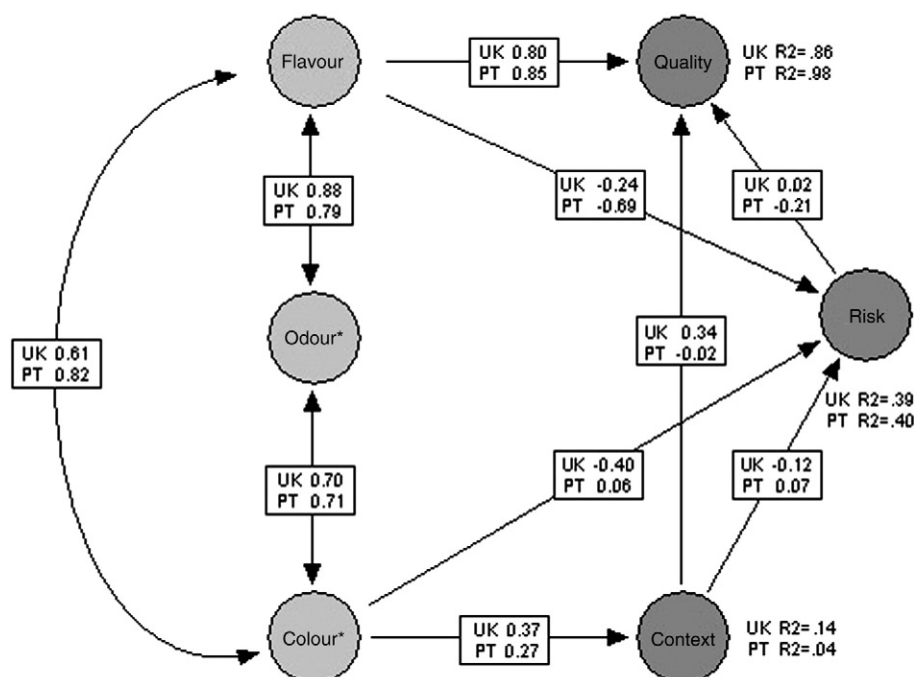 Flavour
UK 0.80
PT 0.85
Quality
UK R2=.86
PT R2=.98
UK 0.88
PT 0.79
UK -0.24
PT -0.69
UK 0.02
PT -0.21
Odour*
UK 0.34
PT -0.02
Risk
UK 0.61
PT 0.82
UK R2=.39
PT R2=.40
UK 0.70
PT 0.71
UK -0.40
PT 0.06
UK -0.12
PT 0.07
Colour*
UK 0.37
PT 0.27
Context
UK R2=.14
PT R2=.04